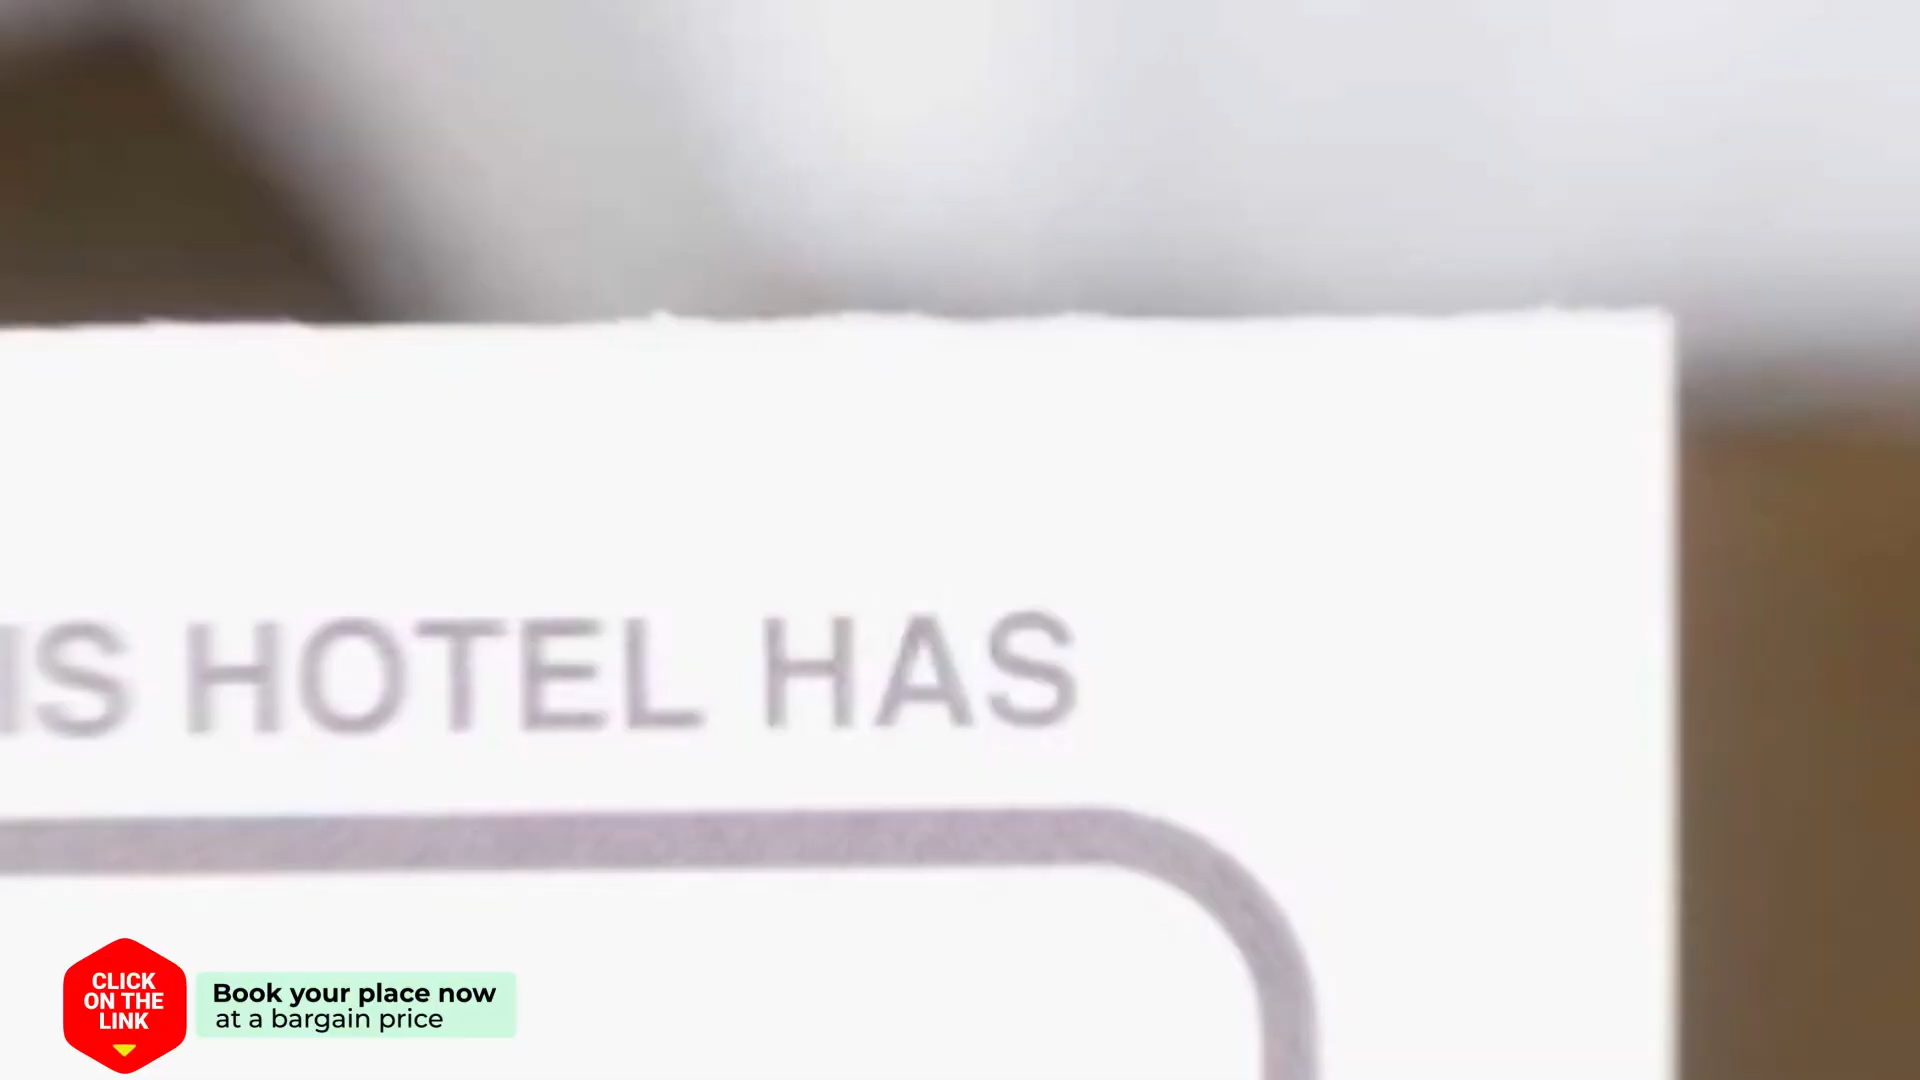 IS HOTEL HAS
CLICK
ON THE
LINK
Book your place now
at a bargain price